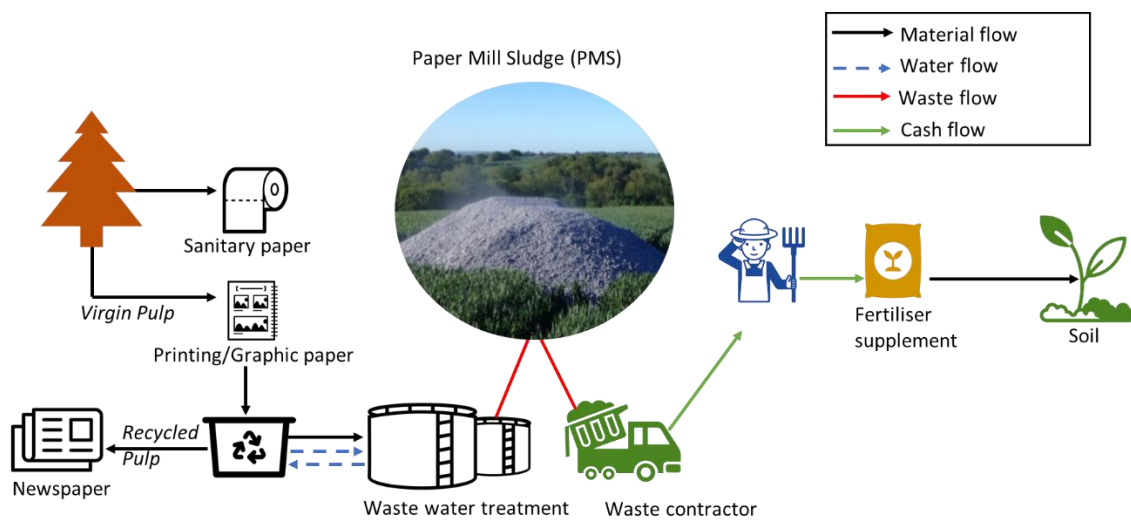 Paper Mill Sludge (PMS)
Material flow
Water flow
Waste flow
Cash flow
Sanitary paper
Virgin Pulp
Printing/Graphic paper
Fertiliser
supplement
Soil
Recycled
Pulp
Newspaper
Waste water treatment
Waste contractor